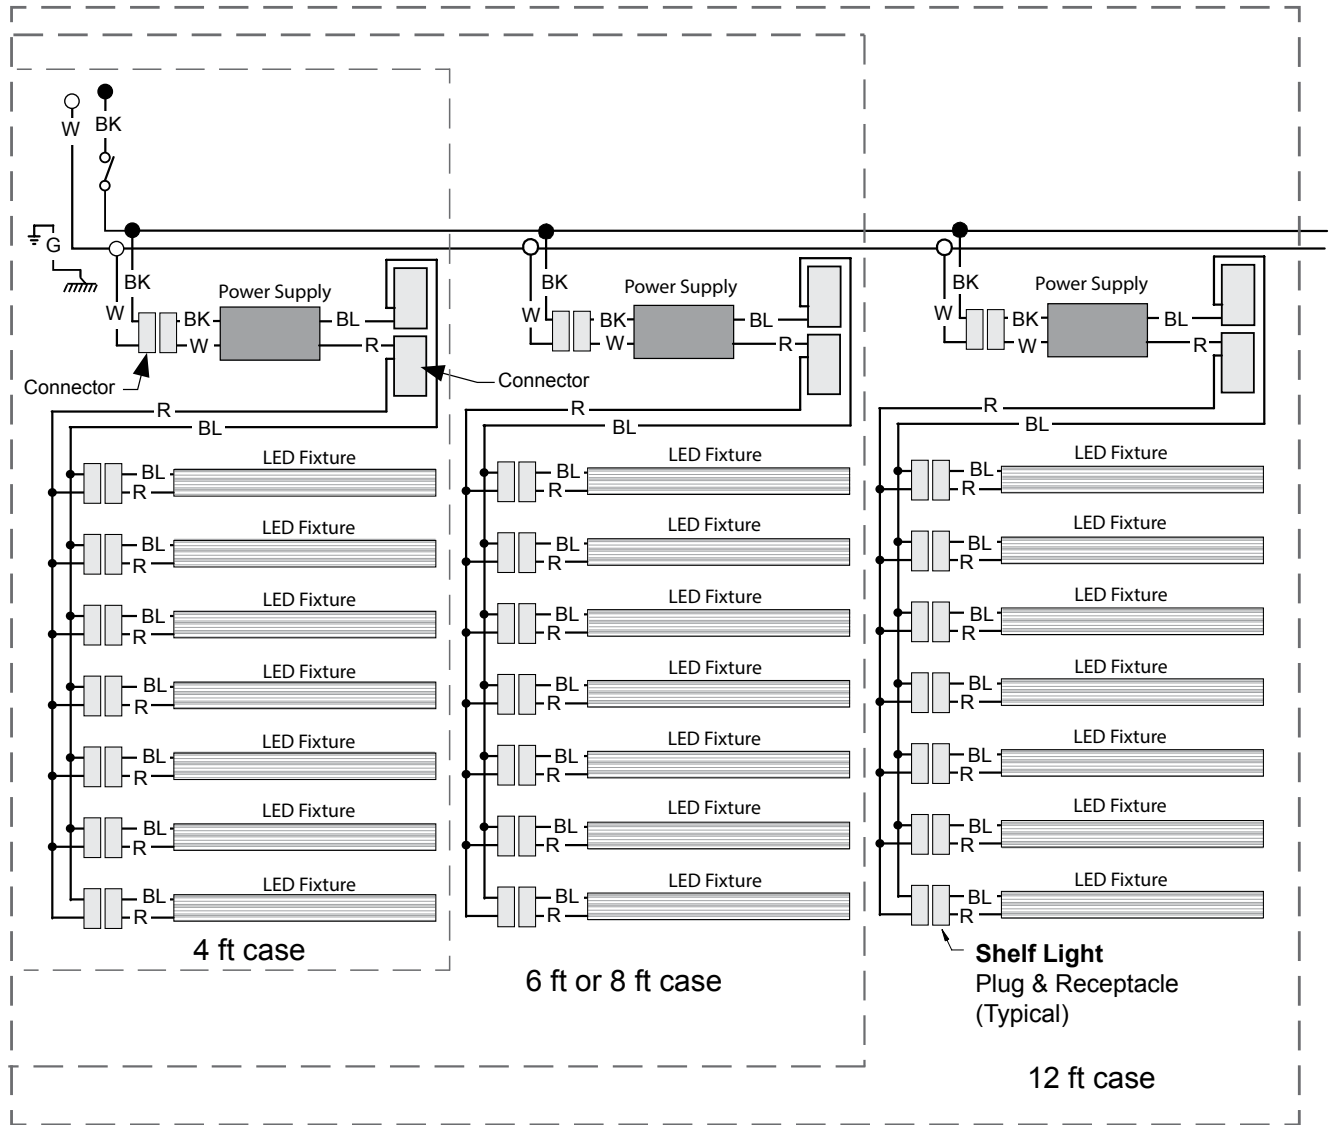 W
BK
G
BK
W
BK
W
Power Supply
BL
R
Connector
Connector
R
BL
LED Fixture
BL
R
LED Fixture
BL
R
LED Fixture
BL
R
LED Fixture
BL
R
LED Fixture
BL
R
LED Fixture
BL
R
LED Fixture
BL
R
4 ft case
BK
W
BK
W
Power Supply
BL
R
R
BL
LED Fixture
BL
R
LED Fixture
BL
R
LED Fixture
BL
R
LED Fixture
BL
R
LED Fixture
BL
R
LED Fixture
BL
R
LED Fixture
BL
R
6 ft or 8 ft case
BK
W
BK
W
Power Supply
BL
R
R
BL
LED Fixture
BL
R
LED Fixture
BL
R
LED Fixture
BL
R
LED Fixture
BL
R
LED Fixture
BL
R
LED Fixture
BL
R
LED Fixture
BL
R
Shelf Light
Plug & Receptacle
(Typical)
12 ft case